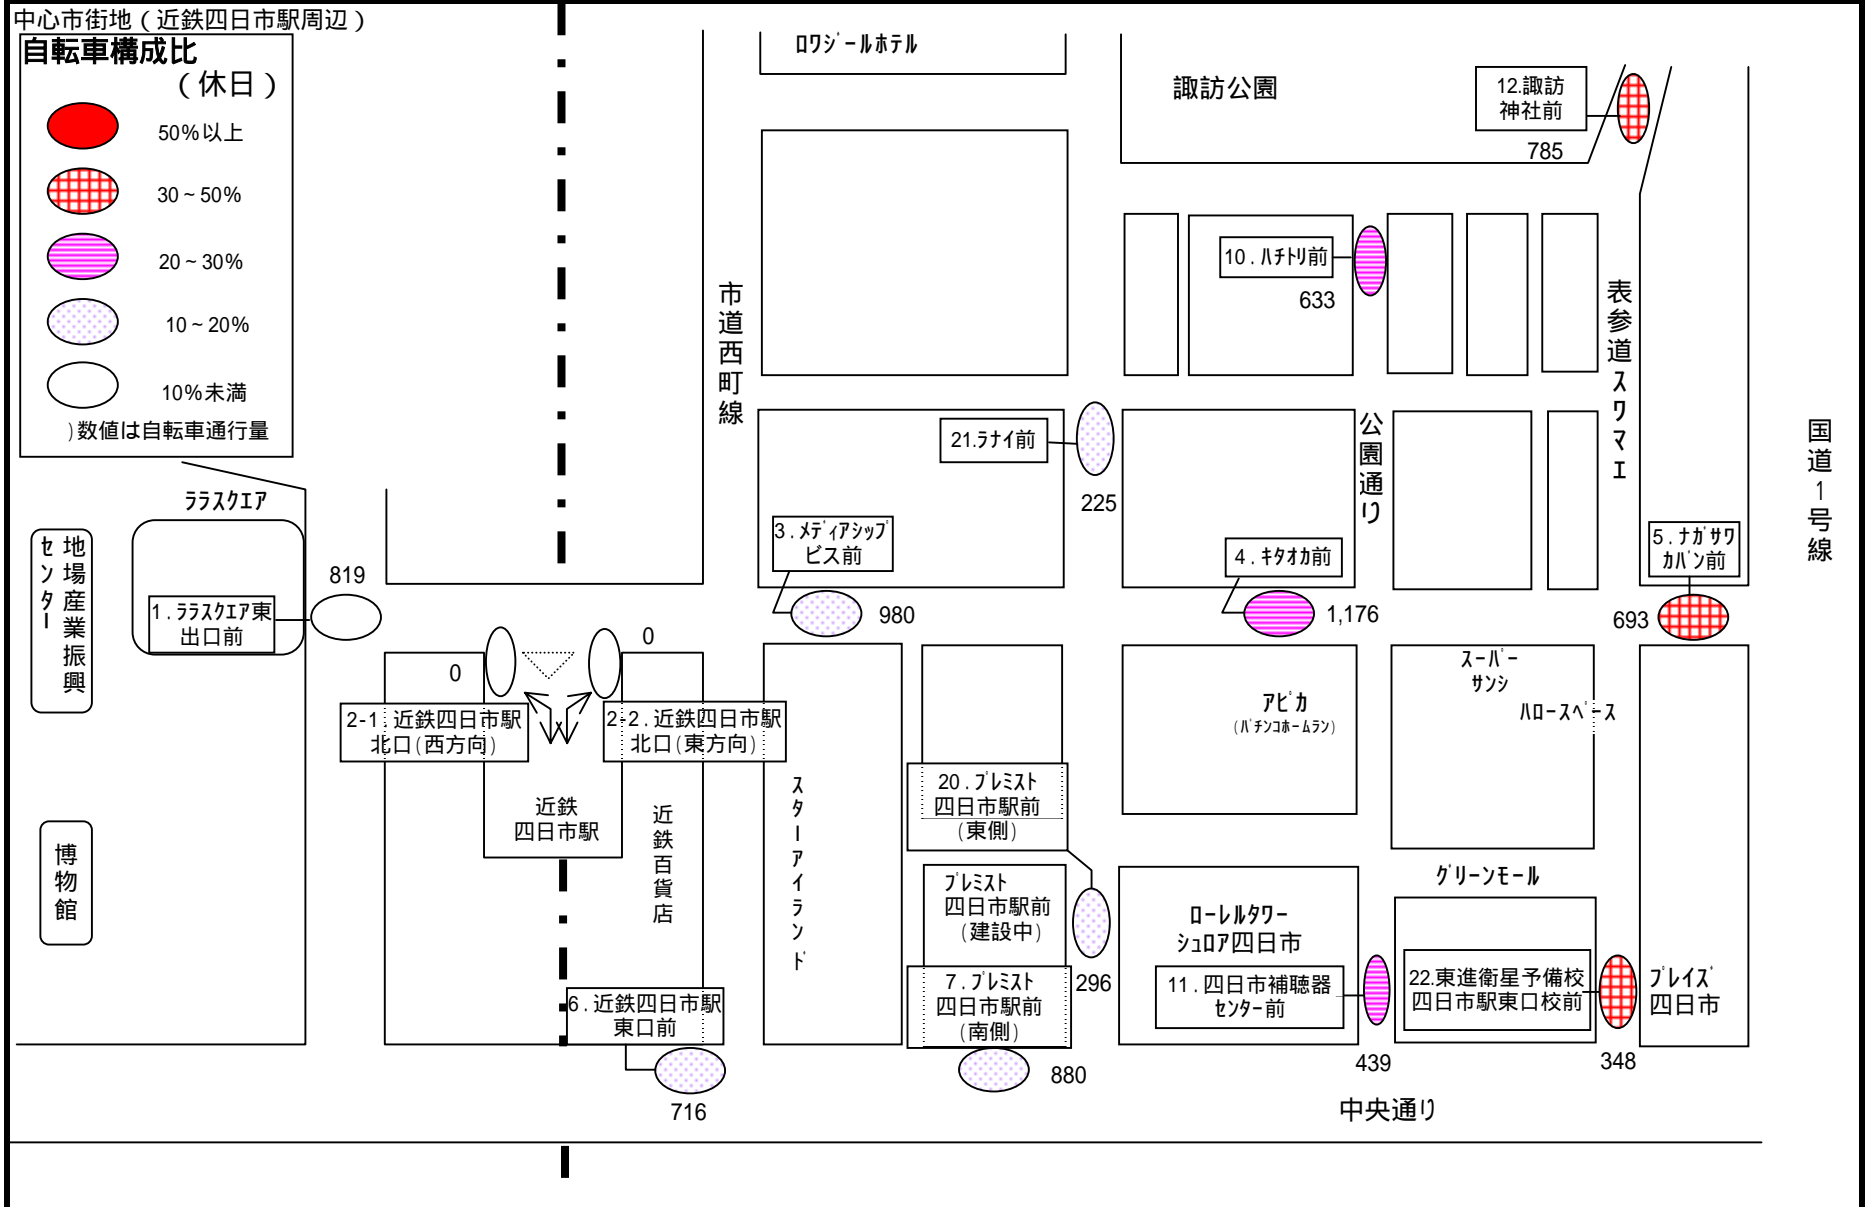 中心市街地（近鉄四日市駅周辺）
自転車構成比
（休日）
50%以上
30～50%
20～30%
10～20%
10%未満
）数値は自転車通行量
ﾛﾜｼﾞｰﾙﾎﾃﾙ
諏訪公園
12.諏訪
神社前
785
10．ﾊﾁﾄﾘ前
633
市道西町線
表参道スワマエ
国道1号線
21.ﾗﾅｲ前
225
公園通り
ﾗﾗｽｸｴｱ
地場産業振興
センター
1．ﾗﾗｽｸｴｱ東
出口前
819
3．ﾒﾃﾞｨｱｼｯﾌﾟ
ビス前
980
4．ｷﾀｵｶ前
1,176
5．ﾅｶﾞｻﾜ
ｶﾊﾞﾝ前
693
0
0
2-1．近鉄四日市駅
北口(西方向)
2-2．近鉄四日市駅
北口(東方向)
近鉄
四日市駅
近鉄百貨店
スターアイランド
ｱﾋﾟｶ
(ﾊﾟﾁﾝｺﾎｰﾑﾗﾝ)
ｽｰﾊﾟｰ
ｻﾝｼ
ﾊﾛｰｽﾍﾟｰｽ
20．ﾌﾟﾚﾐｽﾄ
四日市駅前
(東側)
博物館
ﾌﾟﾚﾐｽﾄ
四日市駅前
(建設中)
296
ﾛｰﾚﾙﾀﾜｰ
ｼｭﾛｱ四日市
ｸﾞﾘｰﾝﾓｰﾙ
7．ﾌﾟﾚﾐｽﾄ
四日市駅前
(南側)
880
11．四日市補聴器
ｾﾝﾀｰ前
439
22.東進衛星予備校
四日市駅東口校前
348
ﾌﾟﾚｲｽﾞ
四日市
6．近鉄四日市駅
東口前
716
中央通り